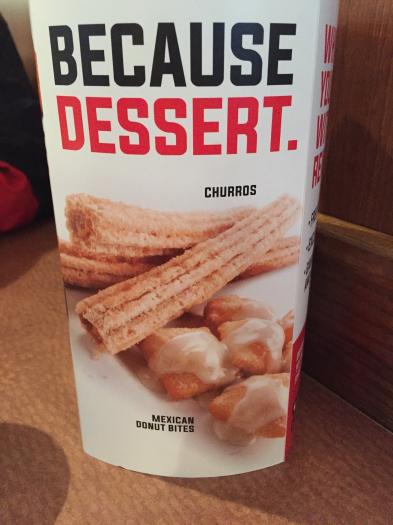 BECAUSE
DESSERT.
CHURROS
MEXICAN
DONUT BITES